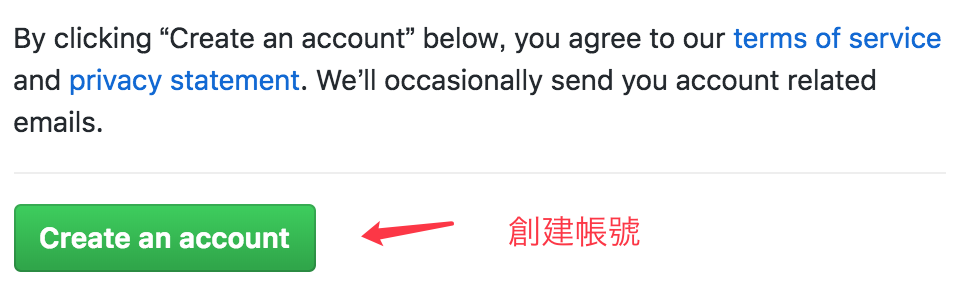 By clicking “Create an account” below, you agree to our terms of service
and privacy statement. We’ll occasionally send you account related
emails.
Create an account
創建帳號